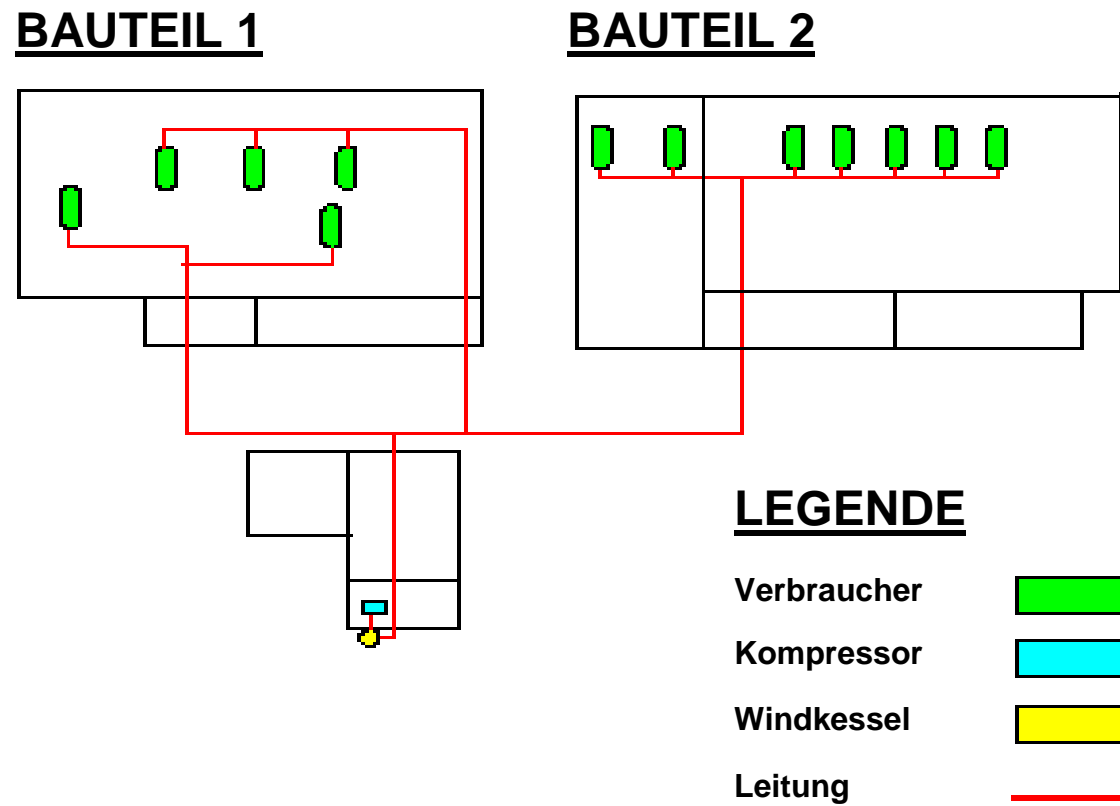 BAUTEIL 1
BAUTEIL 2
LEGENDE
Verbraucher
Kompressor
Windkessel
Leitung